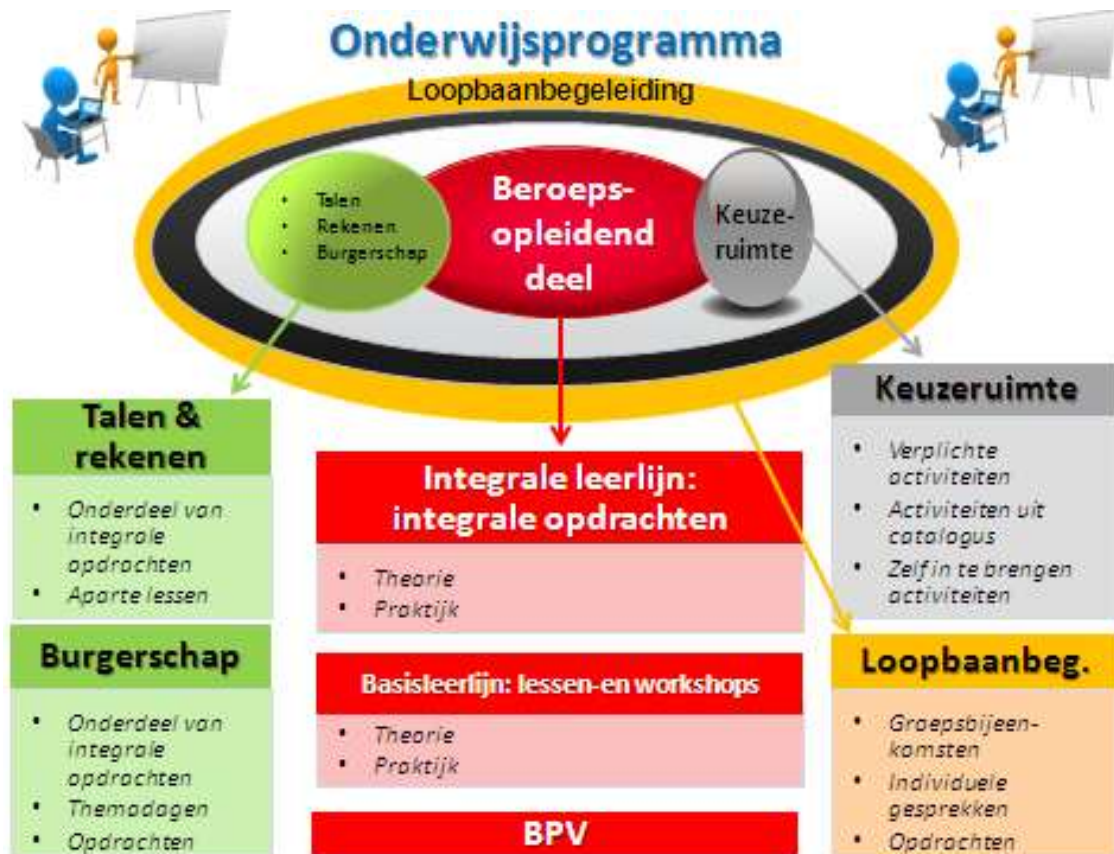 Onderwijsprogramma
Loopbaanbegeleiding
• Talen
• Rekenen
• Burgerschap
Beroeps-
opleidend
deel
Keuze-
ruimte
Talen &
rekenen
• Onderdeel van
integrale
opdrachten
• Aparte lessen
Burgerschap
• Onderdeel van
integrale
opdrachten
• Themadagen
• Opdrachten
Integrale leerlijn:
integrale opdrachten
• Theorie
• Praktijk
Basisleerlijn: lessen-en workshops
• Theorie
• Praktijk
BPV
Keuzeruimte
• Verplichte
activiteiten
• Activiteiten uit
catalogus
• Zelf in te brengen
activiteiten
Loopbaanbeg.
• Groepsbijeen-
komsten
• Individuele
gesprekken
• Opdrachten